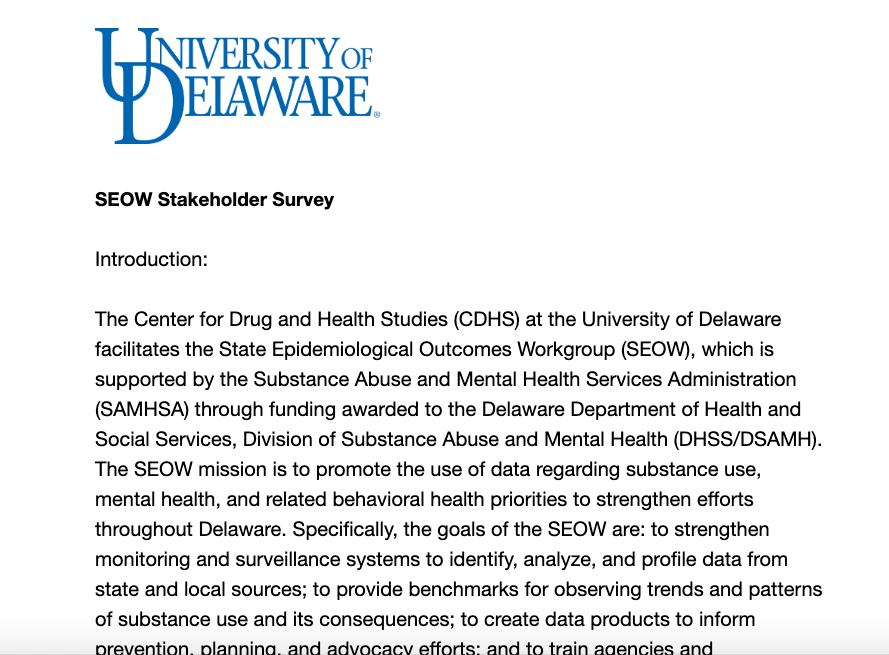 UNIVERSITY OF
DELAWARE®
SEOW Stakeholder Survey
Introduction:
The Center for Drug and Health Studies (CDHS) at the University of Delaware
facilitates the State Epidemiological Outcomes Workgroup (SEOW), which is
supported by the Substance Abuse and Mental Health Services Administration
(SAMHSA) through funding awarded to the Delaware Department of Health and
Social Services, Division of Substance Abuse and Mental Health (DHSS/DSAMH).
The SEOW mission is to promote the use of data regarding substance use,
mental health, and related behavioral health priorities to strengthen efforts
throughout Delaware. Specifically, the goals of the SEOW are: to strengthen
monitoring and surveillance systems to identify, analyze, and profile data from
state and local sources; to provide benchmarks for observing trends and patterns
of substance use and its consequences; to create data products to inform
prevention, planning, and advocacy efforts; and to train agencies and